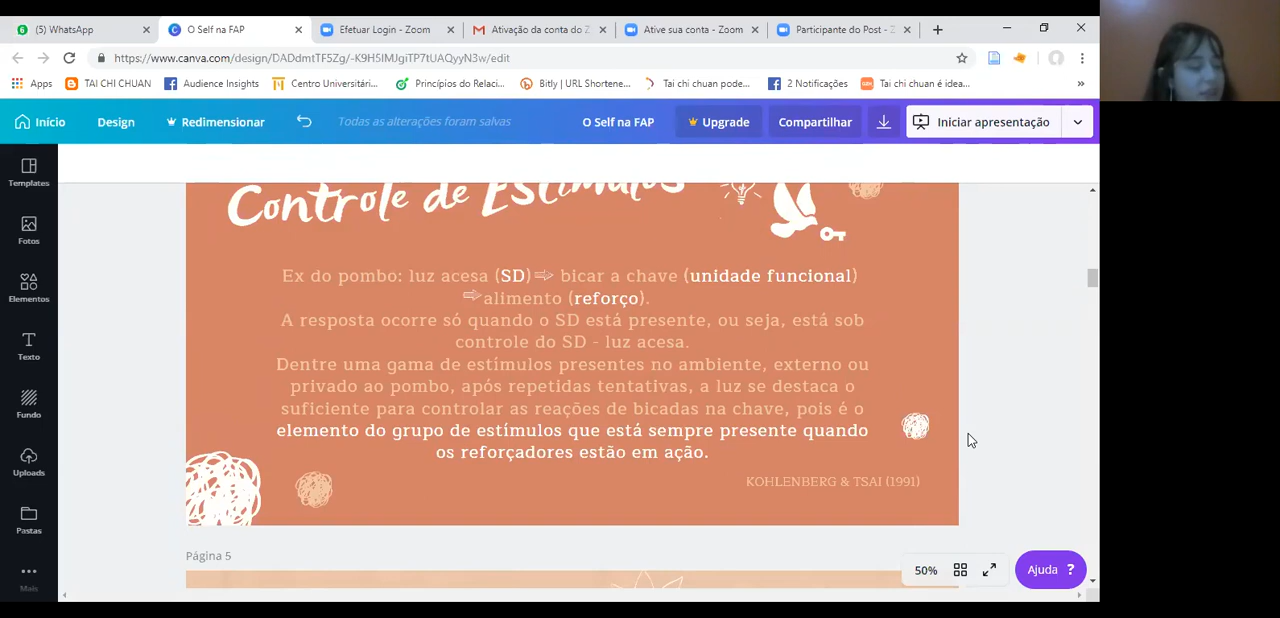 (5) WhatsApp
O Self na FAP
Efetuar Login - Zoom
Ativação da conta do Z
Ative sua conta - Zoom
Participante do Post - Z
https://www.canva.com/design/DADdmtTF5Zg/-K9H5IMJgiTP7tUAQyyN3w/edit
Apps
TAI CHI CHUAN
Audience Insights
Centro Universitári...
Princípios do Relaci...
Bitly | URL Shortene...
Tai chi chuan pode...
2 Notificações
Tai chi chuan é idea...
»
Início
Design
Redimensionar
Todas as alterações foram salvas
O Self na FAP
Upgrade
Compartilhar
Iniciar apresentação
Templates
Fotos
Elementos
Texto
Fundo
Uploads
Pastas
Mais
Controle de Estímulos
Ex do pombo: luz acesa (SD)⇨ bicar a chave (unidade funcional)
⇨alimento (reforço).
A resposta ocorre só quando o SD está presente, ou seja, está sob
controle do SD - luz acesa.
Dentre uma gama de estímulos presentes no ambiente, externo ou
privado ao pombo, após repetidas tentativas, a luz se destaca o
suficiente para controlar as reações de bicadas na chave, pois é o
elemento do grupo de estímulos que está sempre presente quando
os reforçadores estão em ação.
KOHLENBERG & TSAI (1991)
Página 5
50%
Ajuda ?